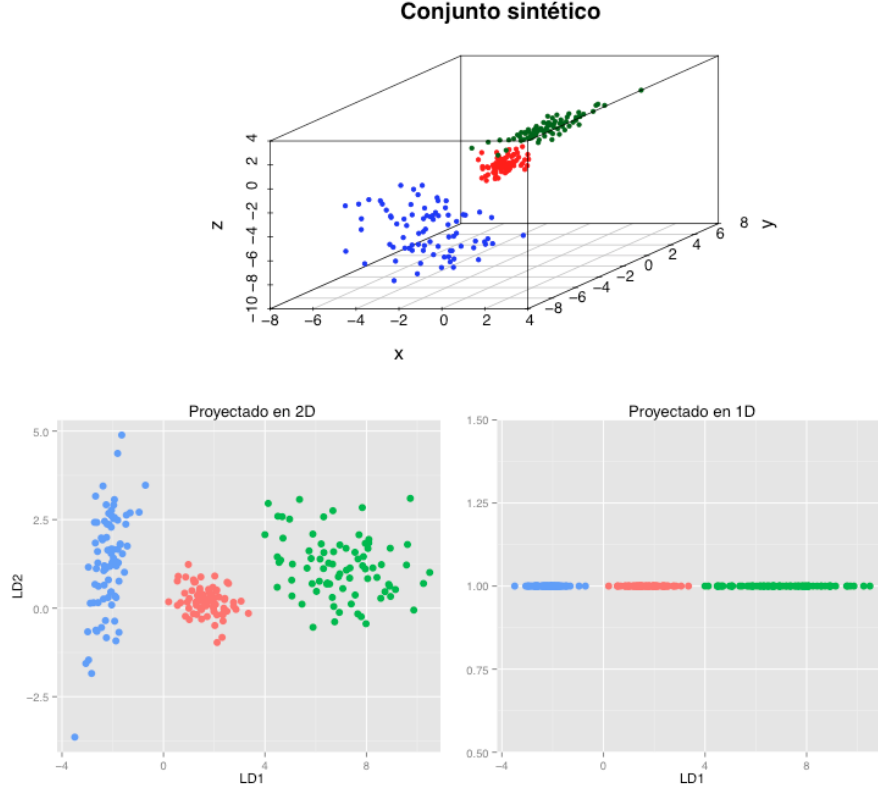 Conjunto sintético
4
2
0
−2
−4
−6
−8
−10
z
−8 −6 −4 −2 0 2 4
x
−8 −6 −4 −2 0 2 4 6 8
y
Proyectado en 2D
5.0
2.5
0.0
−2.5
LD2
−4 0 4 8
LD1
Proyectado en 1D
1.50
1.25
1.00
0.75
0.50
−4 0 4 8
LD1